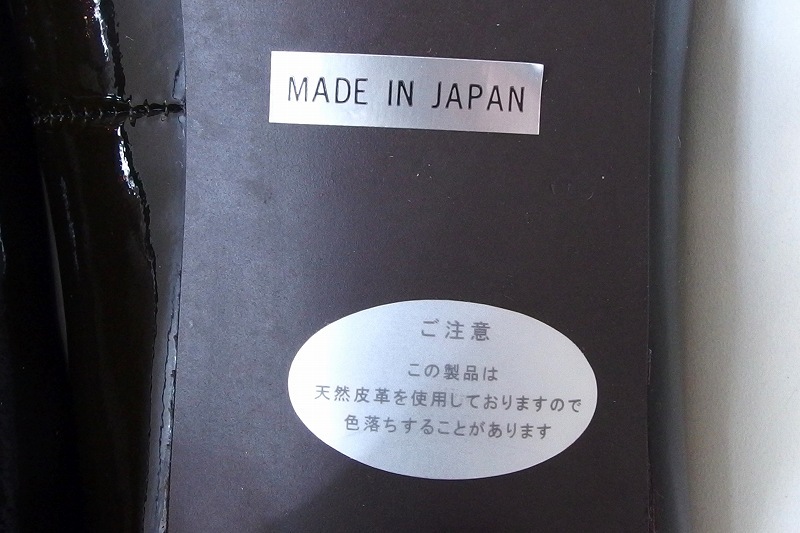 MADE IN JAPAN
ご注意
この製品は
天然皮革を使用しておりますので
色落ちすることがあります